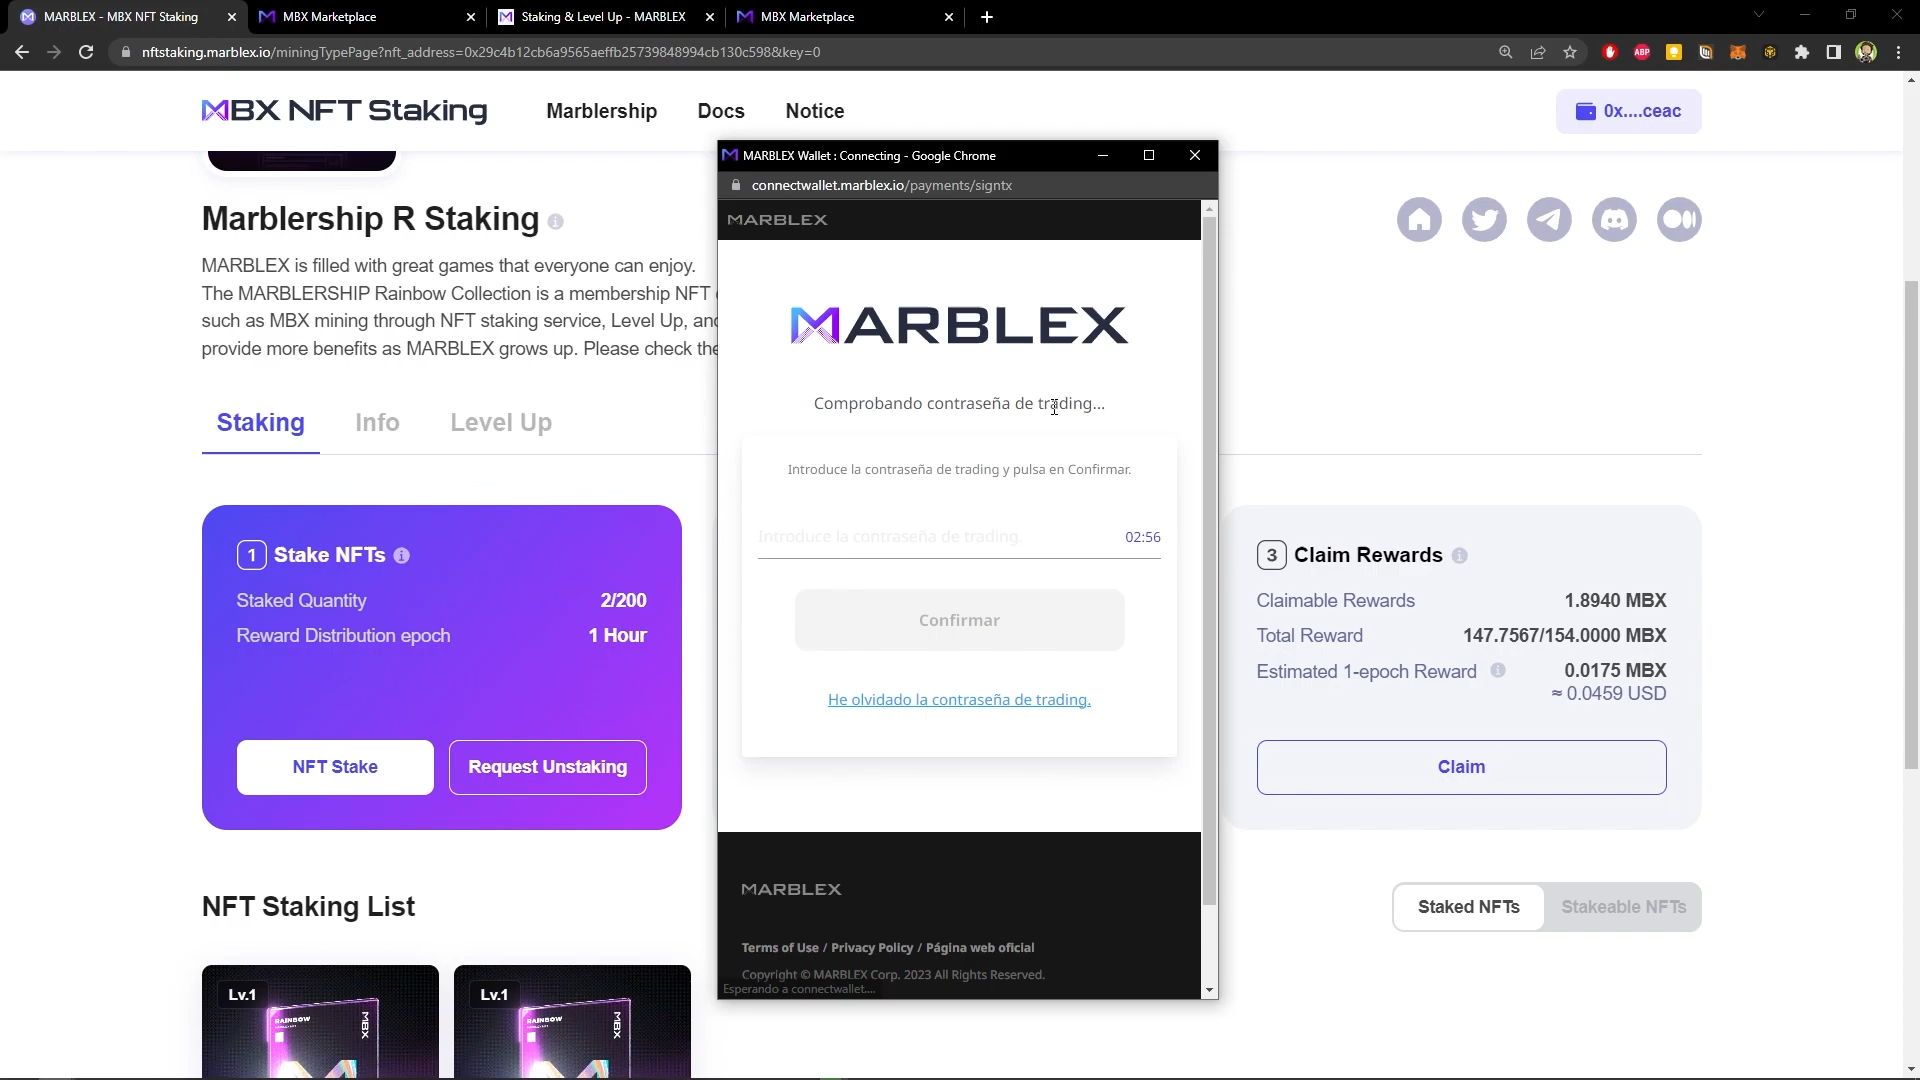 MARBLEX - MBX NFT Staking
MBX Marketplace
Staking & Level Up - MARBLEX
MBX Marketplace
nftstaking.marblex.io/miningTypePage?nft_address=0x29c4b12cb6a9565aeffb25739848994cb130c598&key=0
ABP
MBX NFT Staking
Marblership
Docs
Notice
0x....ceac
Marblership R Staking
MARBLEX is filled with great games that everyone can enjoy.
The MARBLERSHIP Rainbow Collection is a membership NFT
such as MBX mining through NFT staking service, Level Up, and
provide more benefits as MARBLEX grows up. Please check the
Staking
Info
Level Up
1 Stake NFTs
Staked Quantity 2/200
Reward Distribution epoch 1 Hour
NFT Stake
Request Unstaking
MARBLEX Wallet : Connecting - Google Chrome
connectwallet.marblex.io/payments/signtx
MARBLEX
MARBLEX
Comprobando contraseña de trading...
Introduce la contraseña de trading y pulsa en Confirmar.
Introduce la contraseña de trading. 02:56
Confirmar
He olvidado la contraseña de trading.
MARBLEX
Terms of Use / Privacy Policy / Página web oficial
Copyright © MARBLEX Corp. 2023 All Rights Reserved.
Esperando a connectwallet....
3 Claim Rewards
Claimable Rewards 1.8940 MBX
Total Reward 147.7567/154.0000 MBX
Estimated 1-epoch Reward 0.0175 MBX
≈ 0.0459 USD
Claim
NFT Staking List
Staked NFTs
Stakeable NFTs
Lv.1
RAINBOW
MBX
Lv.1
RAINBOW
MBX